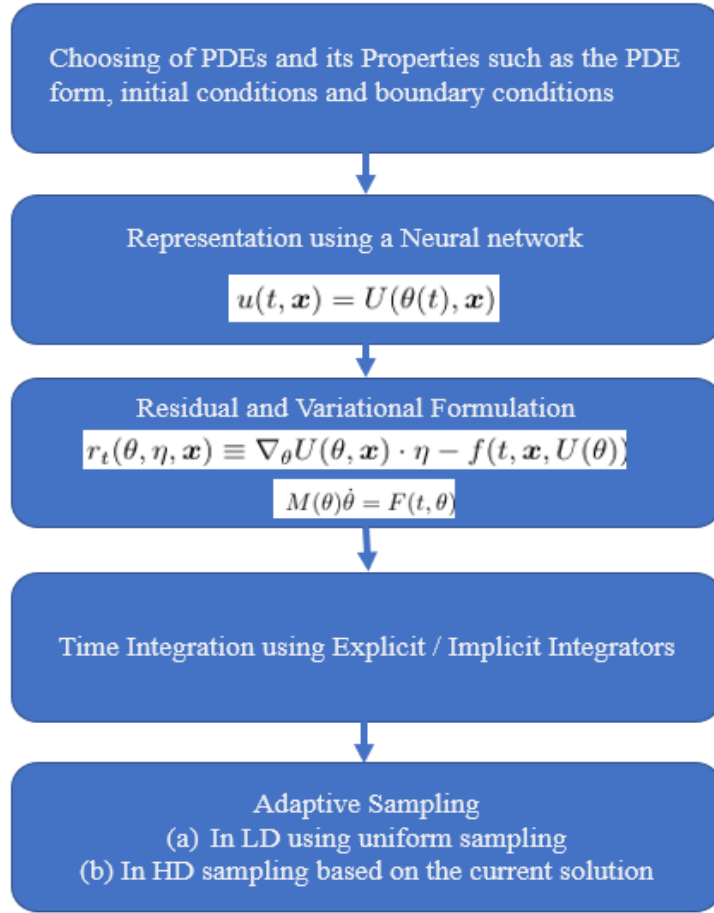 Choosing of PDEs and its Properties such as the PDE
form, initial conditions and boundary conditions
Representation using a Neural network
u(t, x) = U(θ(t), x)
Residual and Variational Formulation
r_t(θ, η, x) ≡ ∇_θU(θ, x) · η − f(t, x, U(θ))
M(θ)θ̇ = F(t, θ)
Time Integration using Explicit / Implicit Integrators
Adaptive Sampling
(a) In LD using uniform sampling
(b) In HD sampling based on the current solution